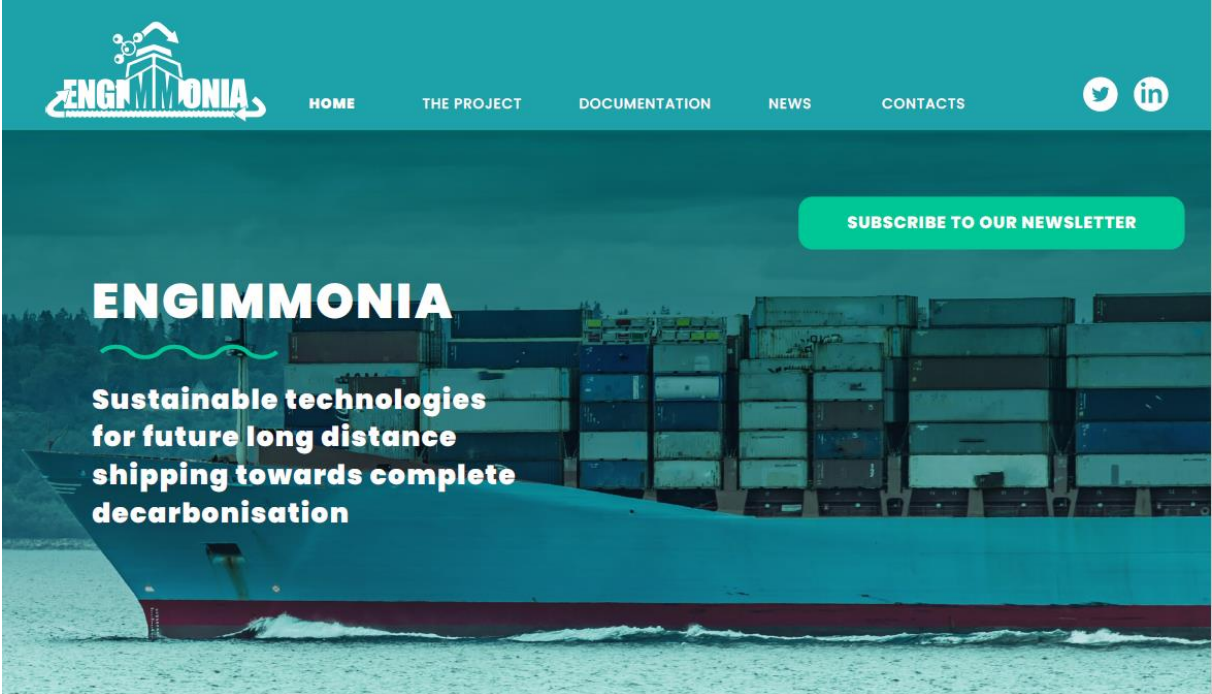 ENGIMMONIA
HOME
THE PROJECT
DOCUMENTATION
NEWS
CONTACTS
in
SUBSCRIBE TO OUR NEWSLETTER
ENGIMMONIA
Sustainable technologies
for future long distance
shipping towards complete
decarbonisation